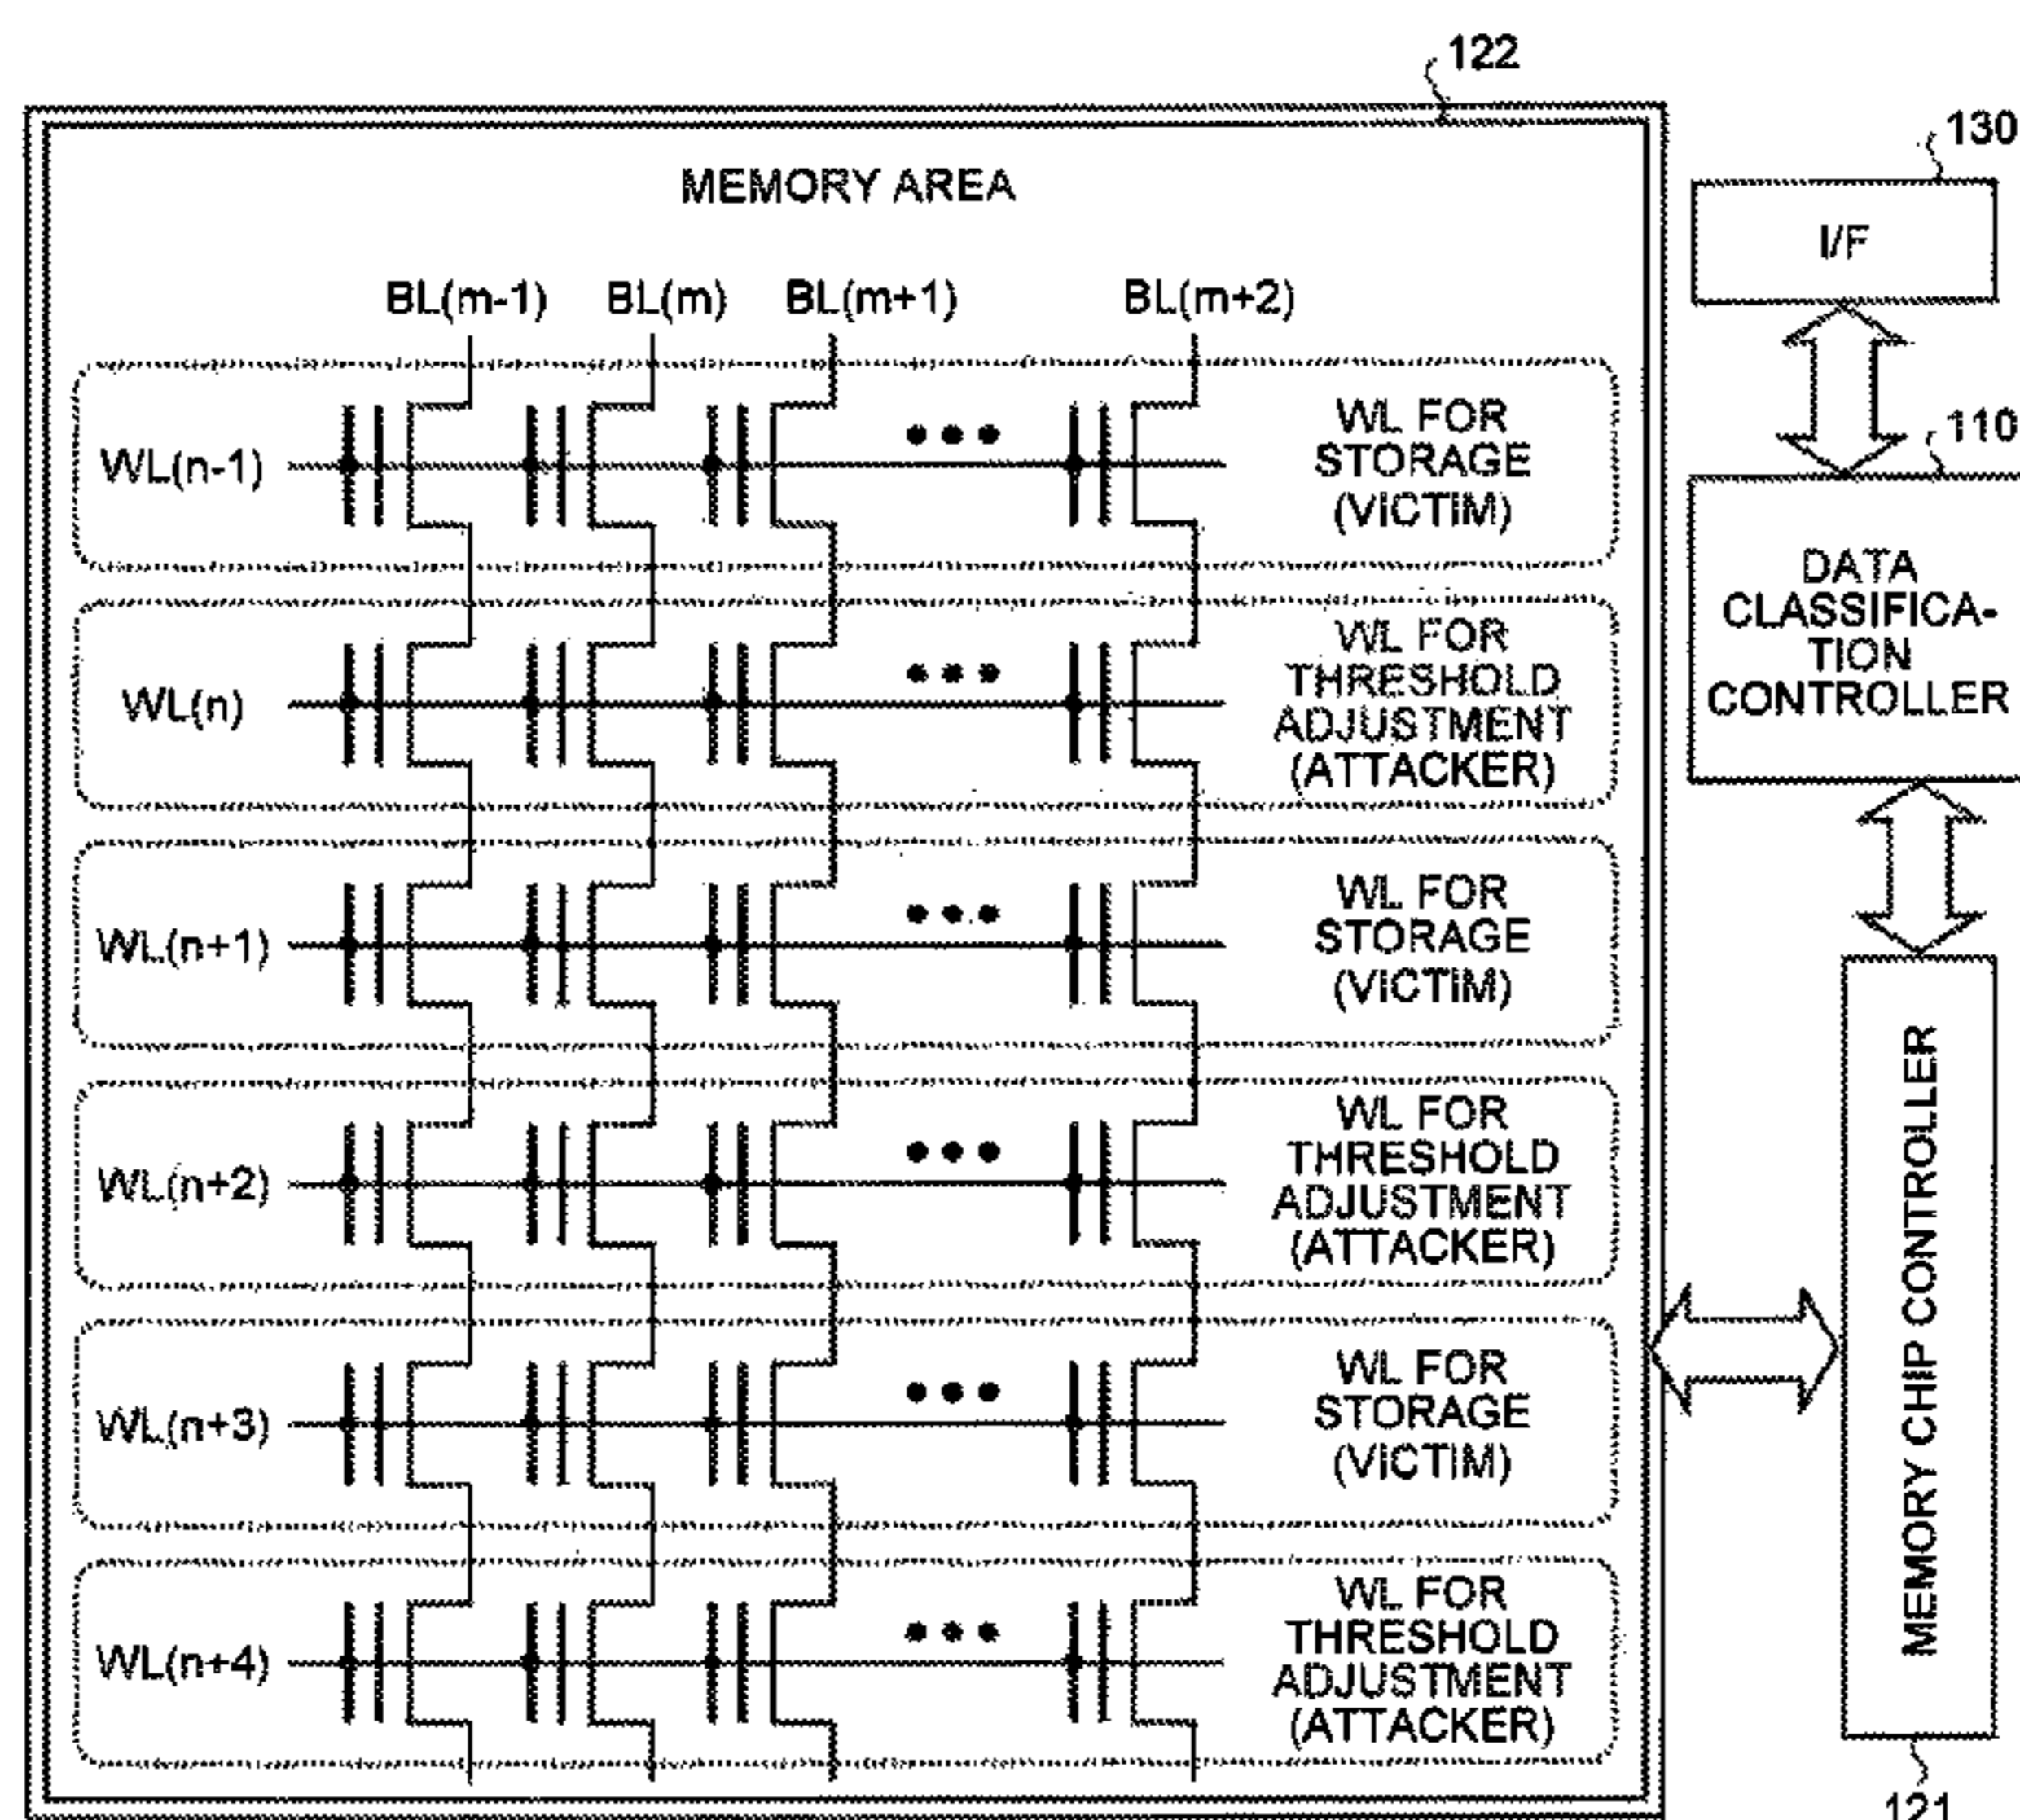 122
130
MEMORY AREA
I/F
BL(m-1) BL(m) BL(m+1) BL(m+2)
110
WL(n-1)
WL FOR
STORAGE
(VICTIM)
DATA
CLASSIFICA-
TION
CONTROLLER
WL(n)
WL FOR
THRESHOLD
ADJUSTMENT
(ATTACKER)
WL(n+1)
WL FOR
STORAGE
(VICTIM)
WL(n+2)
WL FOR
THRESHOLD
ADJUSTMENT
(ATTACKER)
MEMORY CHIP CONTROLLER
WL(n+3)
WL FOR
STORAGE
(VICTIM)
WL(n+4)
WL FOR
THRESHOLD
ADJUSTMENT
(ATTACKER)
121